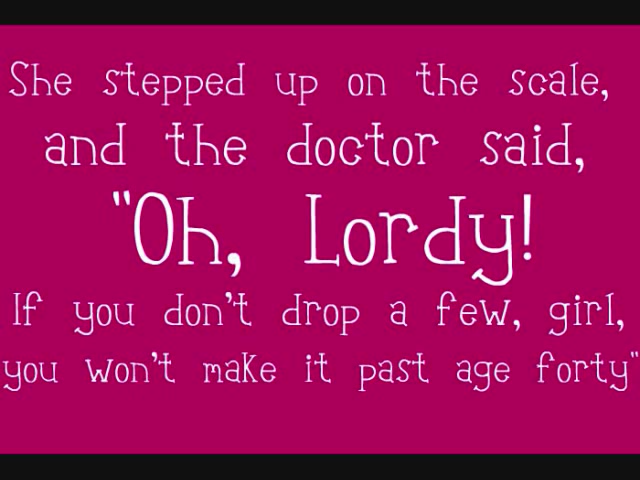 She stepped up on the scale,
and the doctor said,
"Oh, Lordy!
If you don't drop a few, girl,
you won't make it past age forty"